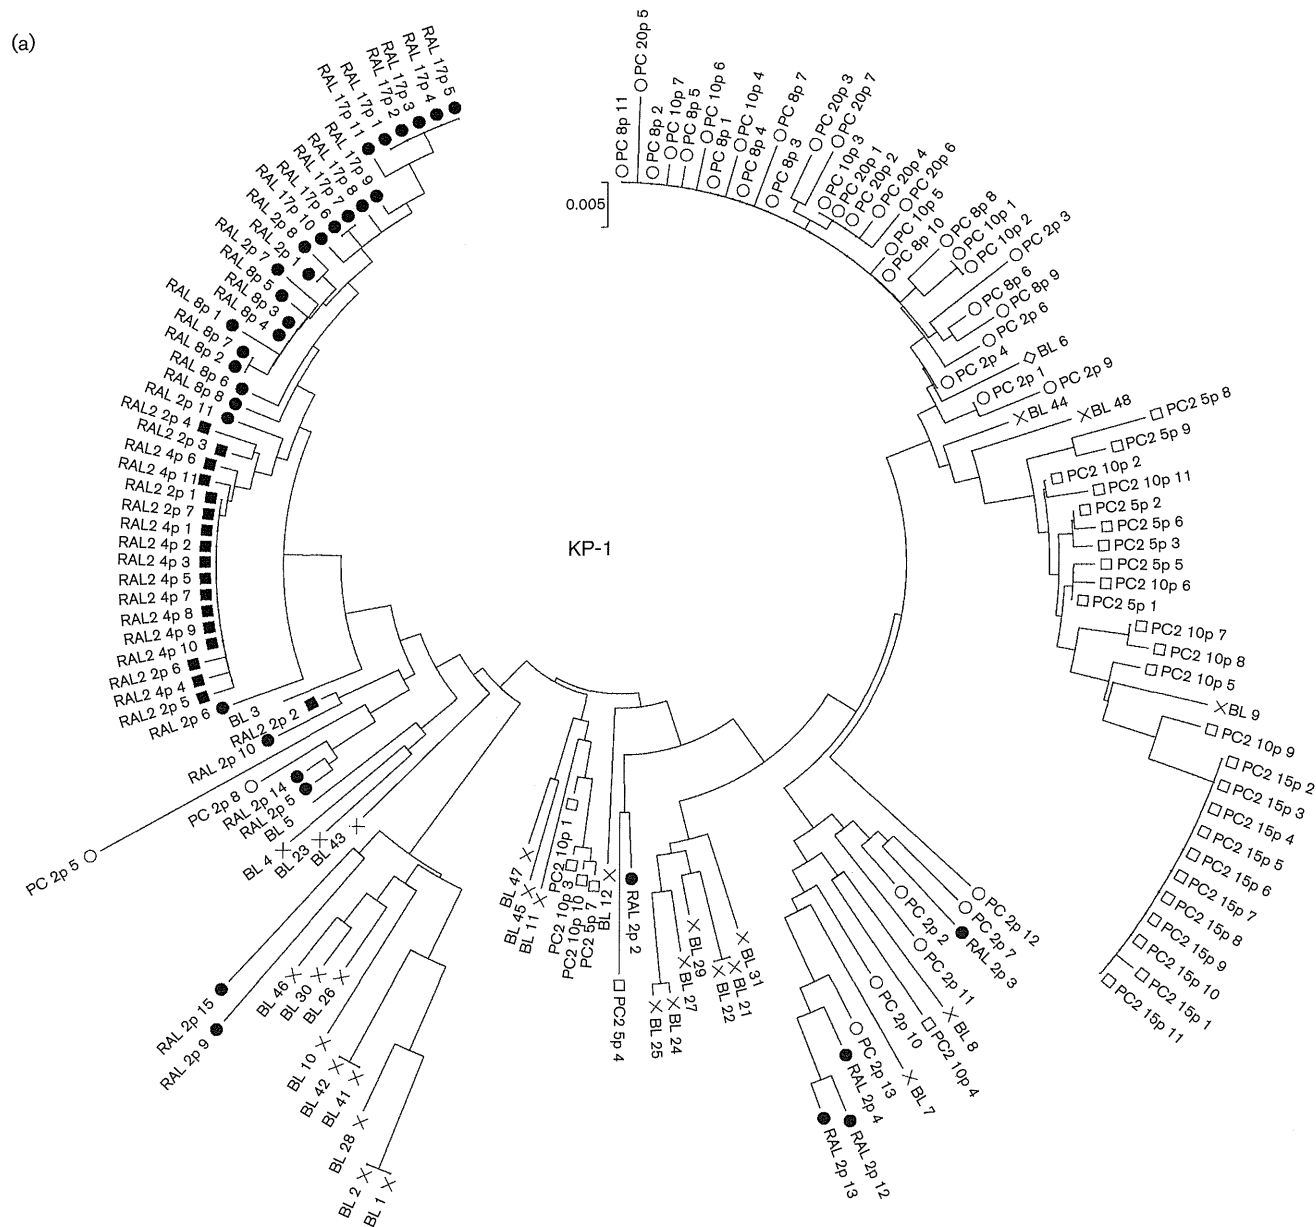 (a)
RAL 17p 5
RAL 17p 4
RAL 17p 3
RAL 17p 2
RAL 17p 1
RAL 17p 11
RAL 17p 9
RAL 17p 8
RAL 17p 7
RAL 17p 6
RAL 17p 10
RAL 2p 8
RAL 2p 1
RAL 2p 7
RAL 8p 5
RAL 8p 3
RAL 8p 4
RAL 8p 1
RAL 8p 7
RAL 8p 2
RAL 8p 6
RAL 8p 8
RAL 2p 11
RAL2 2p 4
RAL2 2p 3
RAL2 4p 6
RAL2 4p 11
RAL2 2p 1
RAL2 2p 7
RAL2 4p 1
RAL2 4p 2
RAL2 4p 3
RAL2 4p 5
RAL2 4p 7
RAL2 4p 8
RAL2 4p 9
RAL2 4p 10
RAL2 2p 6
RAL2 4p 4
RAL2 2p 5
RAL 2p 6
BL 3
RAL2 2p 2
RAL 2p 10
PC 2p 5
PC 2p 8
RAL 2p 14
RAL 2p 5
BL 5
BL 4
BL 23
BL 43
RAL 2p 15
RAL 2p 9
BL 46
BL 30
BL 26
BL 10
BL 42
BL 41
BL 28
BL 2
BL 1
BL 47
BL 45
BL 11
PC2 10p 1
PC2 10p 3
PC2 10p 10
PC2 5p 7
BL 12
PC2 5p 4
RAL 2p 2
BL 25
BL 24
BL 27
BL 29
BL 22
BL 21
BL 31
RAL 2p 13
RAL 2p 12
RAL 2p 4
PC 2p 13
BL 7
PC 2p 10
PC2 10p 4
BL 8
PC 2p 11
PC 2p 2
RAL 2p 3
PC 2p 7
PC 2p 12
PC2 15p 11
PC2 15p 1
PC2 15p 10
PC2 15p 9
PC2 15p 8
PC2 15p 7
PC2 15p 6
PC2 15p 5
PC2 15p 4
PC2 15p 3
PC2 15p 2
PC2 10p 9
BL 9
PC2 10p 5
PC2 10p 8
PC2 10p 7
PC2 5p 1
PC2 10p 6
PC2 5p 5
PC2 5p 3
PC2 5p 6
PC2 5p 2
PC2 10p 11
PC2 10p 2
PC2 5p 9
PC2 5p 8
BL 48
BL 44
PC 2p 9
PC 2p 1
BL 6
PC 2p 4
PC 2p 6
PC 8p 9
PC 8p 6
PC 2p 3
PC 10p 2
PC 10p 1
PC 8p 8
PC 8p 10
PC 10p 5
PC 20p 6
PC 20p 4
PC 20p 2
PC 20p 1
PC 10p 3
PC 20p 7
PC 20p 3
PC 8p 3
PC 8p 7
PC 8p 4
PC 10p 4
PC 8p 1
PC 10p 6
PC 8p 5
PC 10p 7
PC 8p 2
PC 20p 5
PC 8p 11
0.005
KP-1